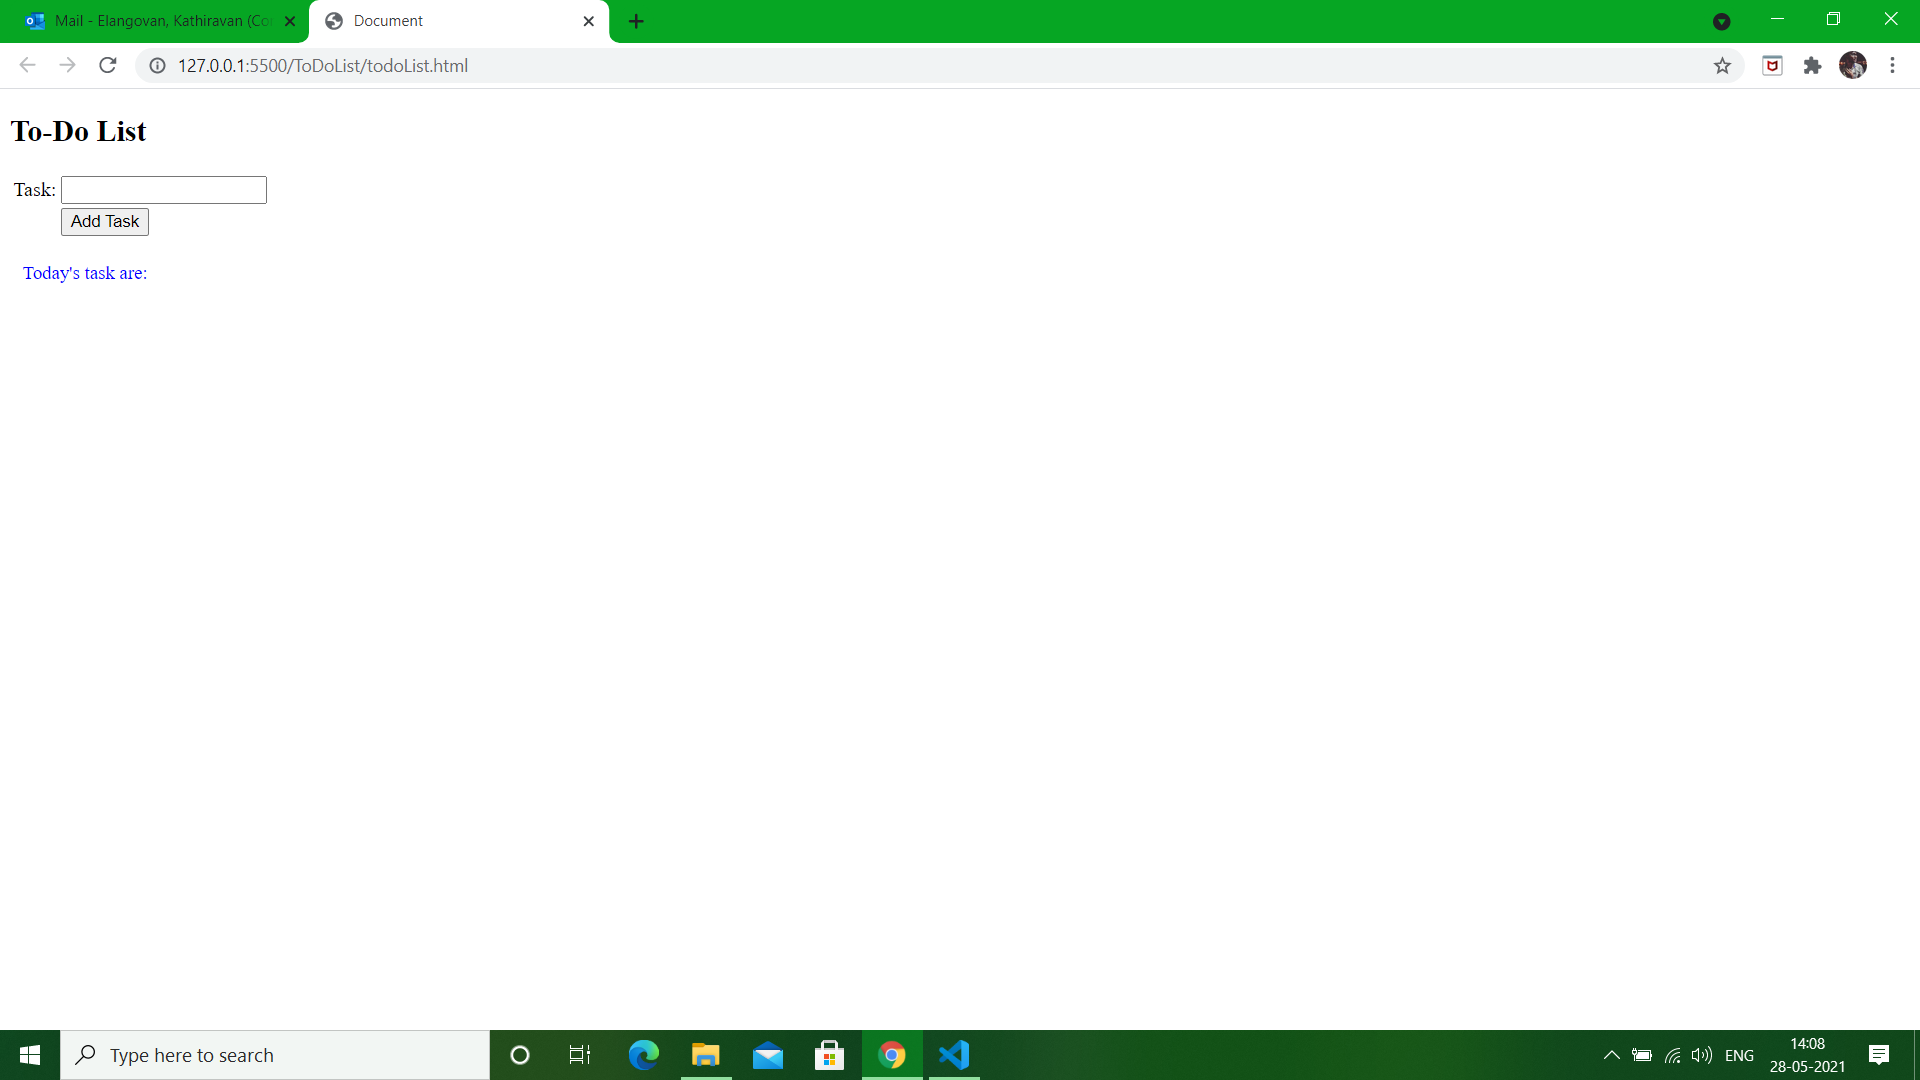 Mail - Elangovan, Kathiravan (Co
Document
127.0.0.1:5500/ToDoList/todoList.html
To-Do List
Task:
Add Task
Today's task are:
Type here to search
ENG
14:08
28-05-2021